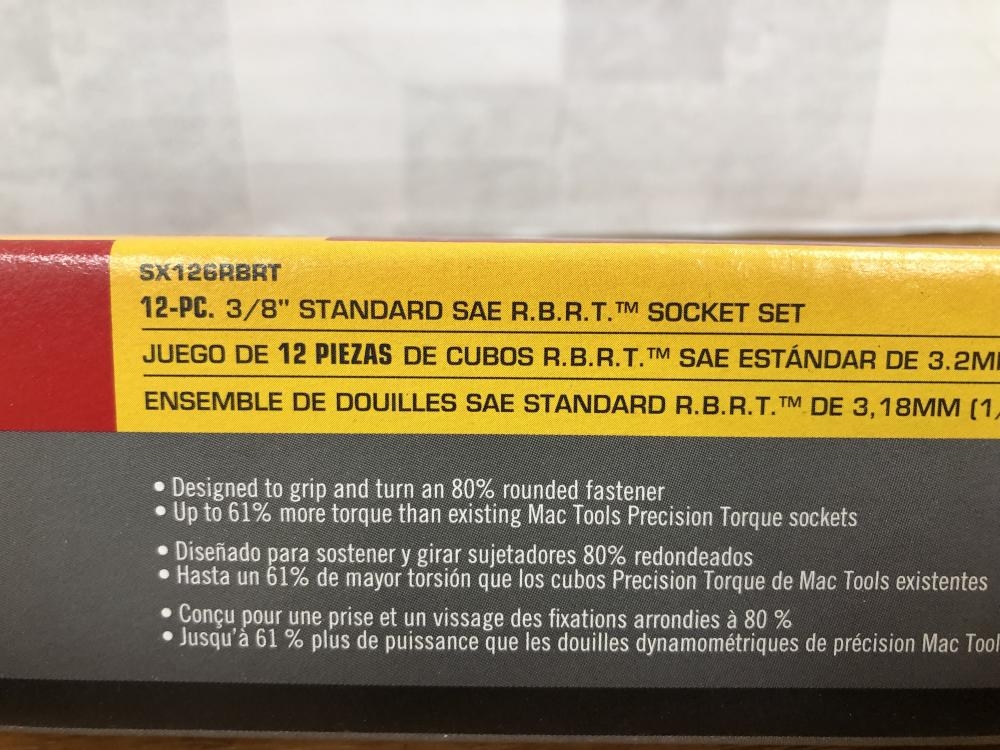 SX126RBRT
12-PC. 3/8" STANDARD SAE R.B.R.T.™ SOCKET SET
JUEGO DE 12 PIEZAS DE CUBOS R.B.R.T.™ SAE ESTÁNDAR DE 3.2M
ENSEMBLE DE DOUILLES SAE STANDARD R.B.R.T.™ DE 3,18MM (1/
• Designed to grip and turn an 80% rounded fastener
• Up to 61% more torque than existing Mac Tools Precision Torque sockets
• Diseñado para sostener y girar sujetadores 80% redondeados
• Hasta un 61% de mayor torsión que los cubos Precision Torque de Mac Tools existentes
• Conçu pour une prise et un vissage des fixations arrondies à 80 %
• Jusqu'à 61 % plus de puissance que les douilles dynamométriques de précision Mac Tool